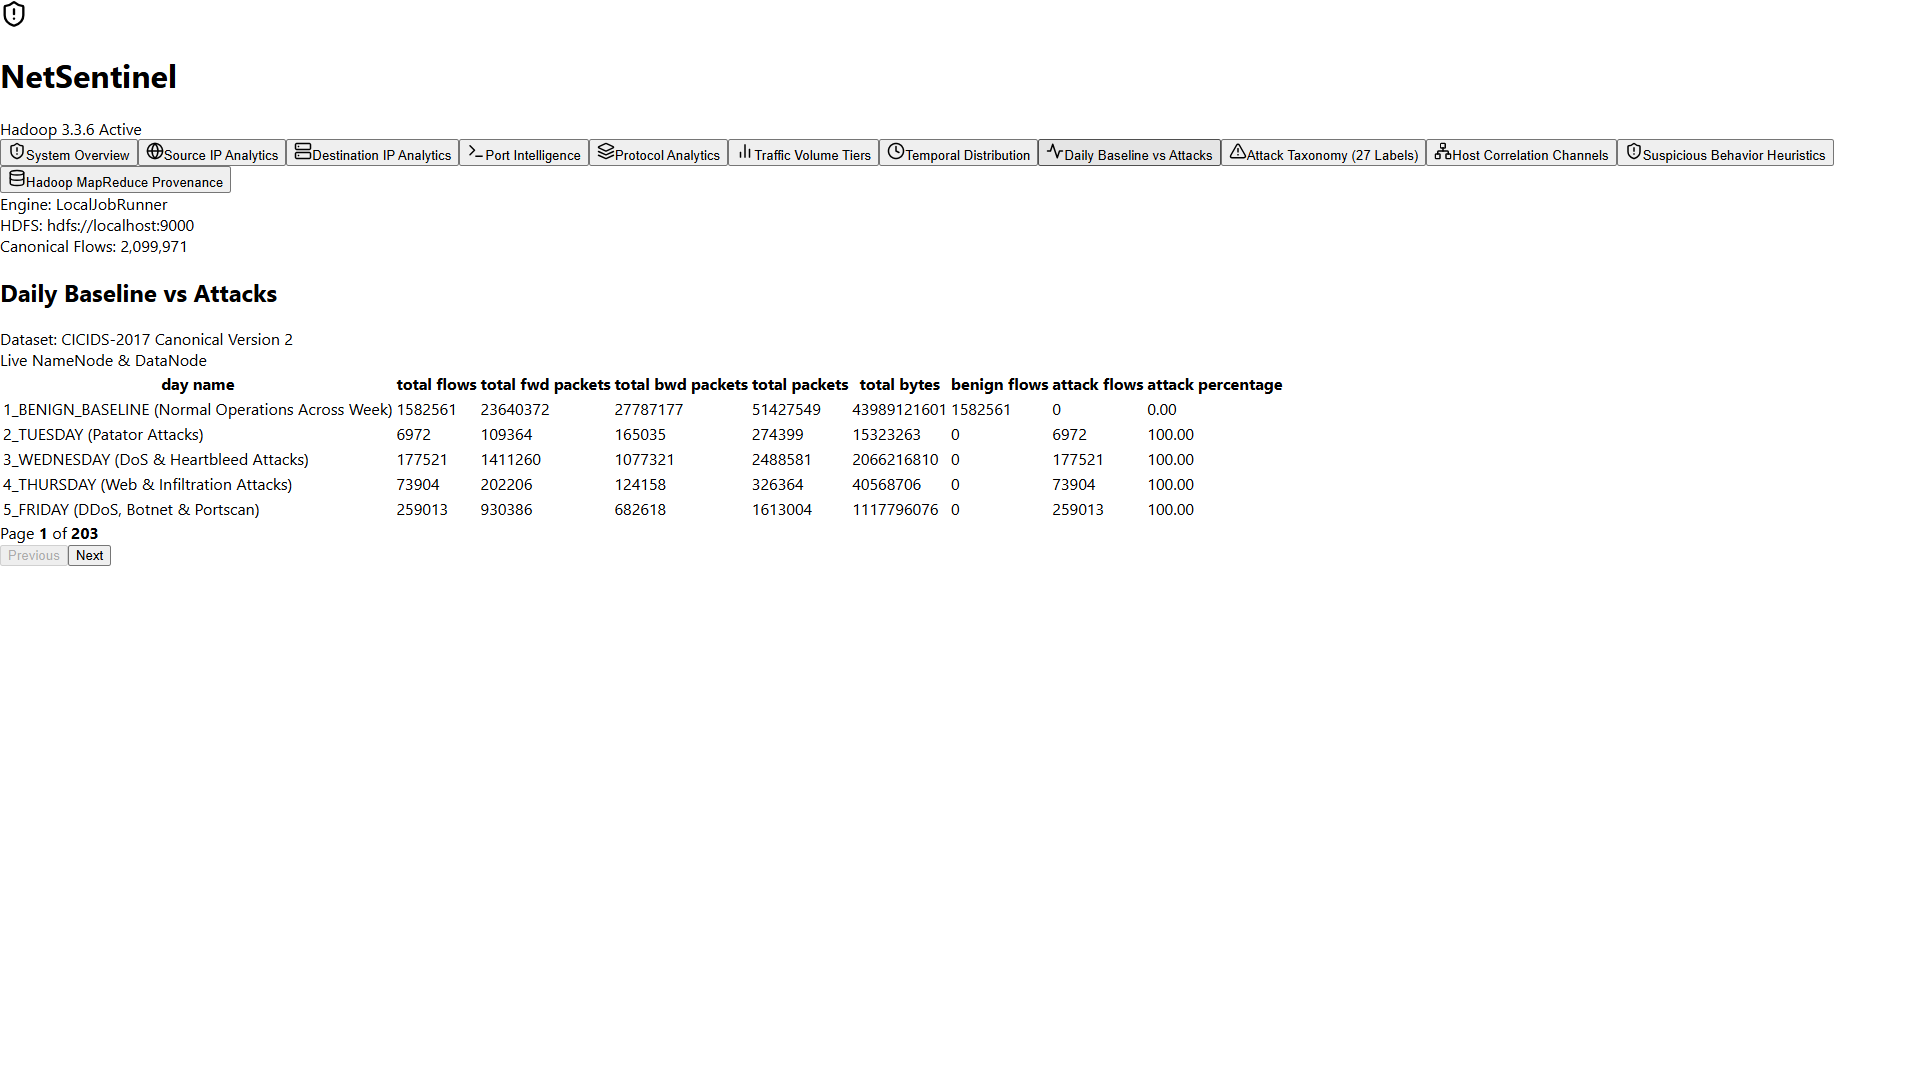 NetSentinel
Hadoop 3.3.6 Active
System Overview Source IP Analytics Destination IP Analytics Port Intelligence Protocol Analytics Traffic Volume Tiers Temporal Distribution Daily Baseline vs Attacks Attack Taxonomy (27 Labels) Host Correlation Channels Suspicious Behavior Heuristics
Hadoop MapReduce Provenance
Engine: LocalJobRunner
HDFS: hdfs://localhost:9000
Canonical Flows: 2,099,971
Daily Baseline vs Attacks
Dataset: CICIDS-2017 Canonical Version 2
Live NameNode & DataNode
day name total flows total fwd packets total bwd packets total packets total bytes benign flows attack flows attack percentage
1_BENIGN_BASELINE (Normal Operations Across Week) 1582561 23640372 27787177 51427549 43989121601 1582561 0 0.00
2_TUESDAY (Patator Attacks) 6972 109364 165035 274399 15323263 0 6972 100.00
3_WEDNESDAY (DoS & Heartbleed Attacks) 177521 1411260 1077321 2488581 2066216810 0 177521 100.00
4_THURSDAY (Web & Infiltration Attacks) 73904 202206 124158 326364 40568706 0 73904 100.00
5_FRIDAY (DDoS, Botnet & Portscan) 259013 930386 682618 1613004 1117796076 0 259013 100.00
Page 1 of 203
Previous Next